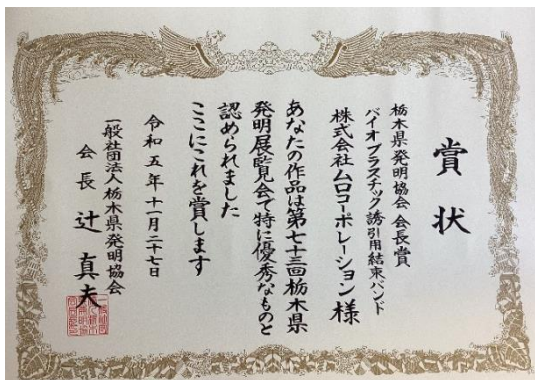 賞状
栃木県発明協会 会長賞
バイオプラスチック誘引用結束バンド
株式会社ムロコーポレーション 様
あなたの作品は第七十三回栃木県
発明展覧会で特に優秀なものと
認められました
ここにこれを賞します
令和五年十一月二十七日
一般社団法人栃木県発明協会
会長 辻 真夫